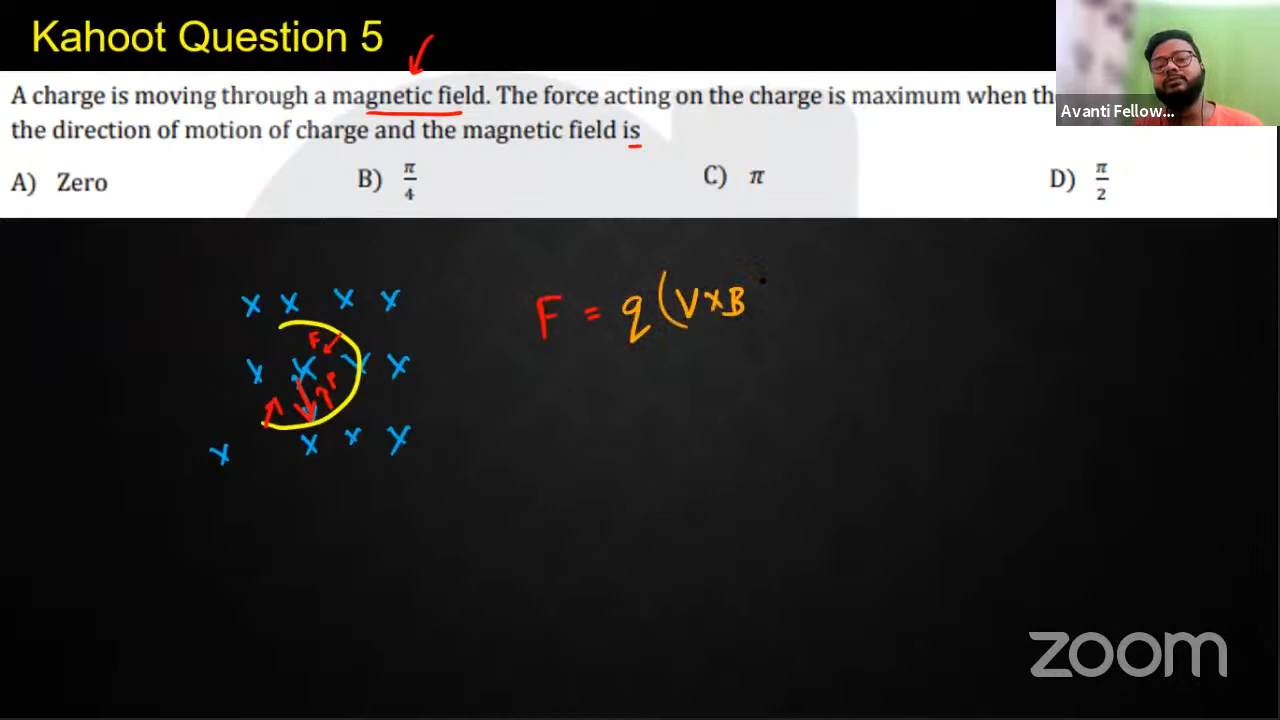 Kahoot Question 5
A charge is moving through a magnetic field. The force acting on the charge is maximum when th
the direction of motion of charge and the magnetic field is
A) Zero
B) π/4
C) π
D) π/2
Avanti Fellow...
x x x x
F = q (V×B
F
x x x x
F
x x x x
zoom